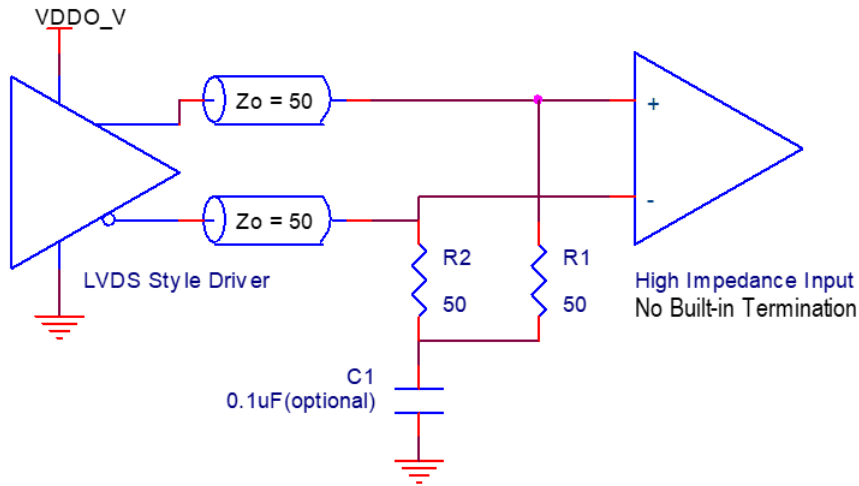 VDDO_V
Zo = 50
+
Zo = 50
-
LVDS Style Driver
R2
50
R1
50
High Impedance Input
No Built-in Termination
C1
0.1uF(optional)